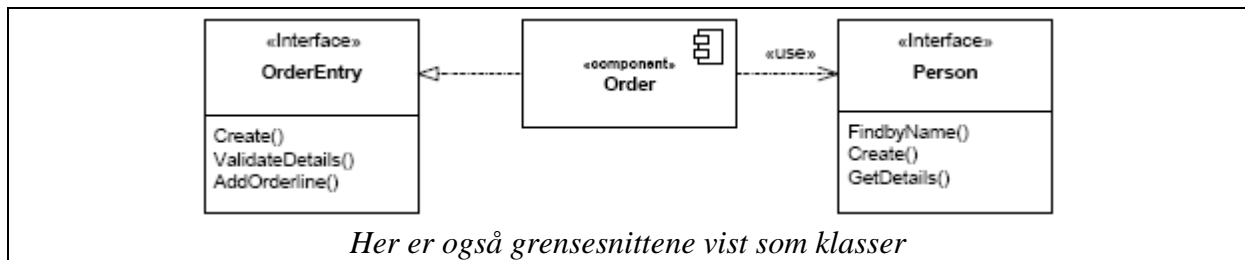 «Interface»
OrderEntry
Create()
ValidateDetails()
AddOrderline()
«component»
Order
«use»
«Interface»
Person
FindbyName()
Create()
GetDetails()
Her er også grensesnittene vist som klasser